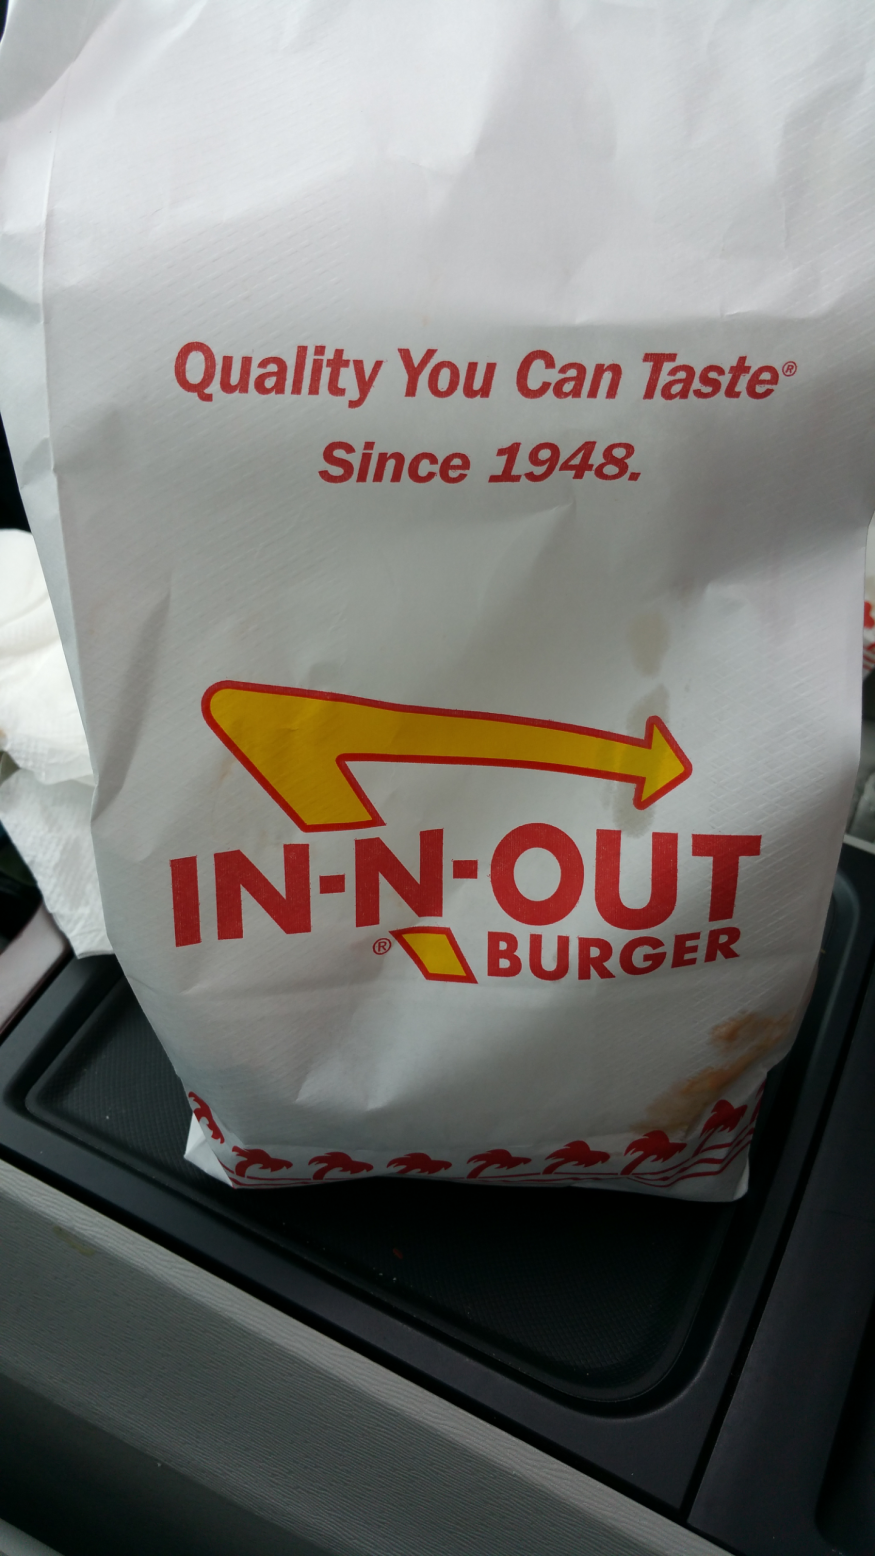 Quality You Can Taste®
Since 1948.
IN-N-OUT
® BURGER